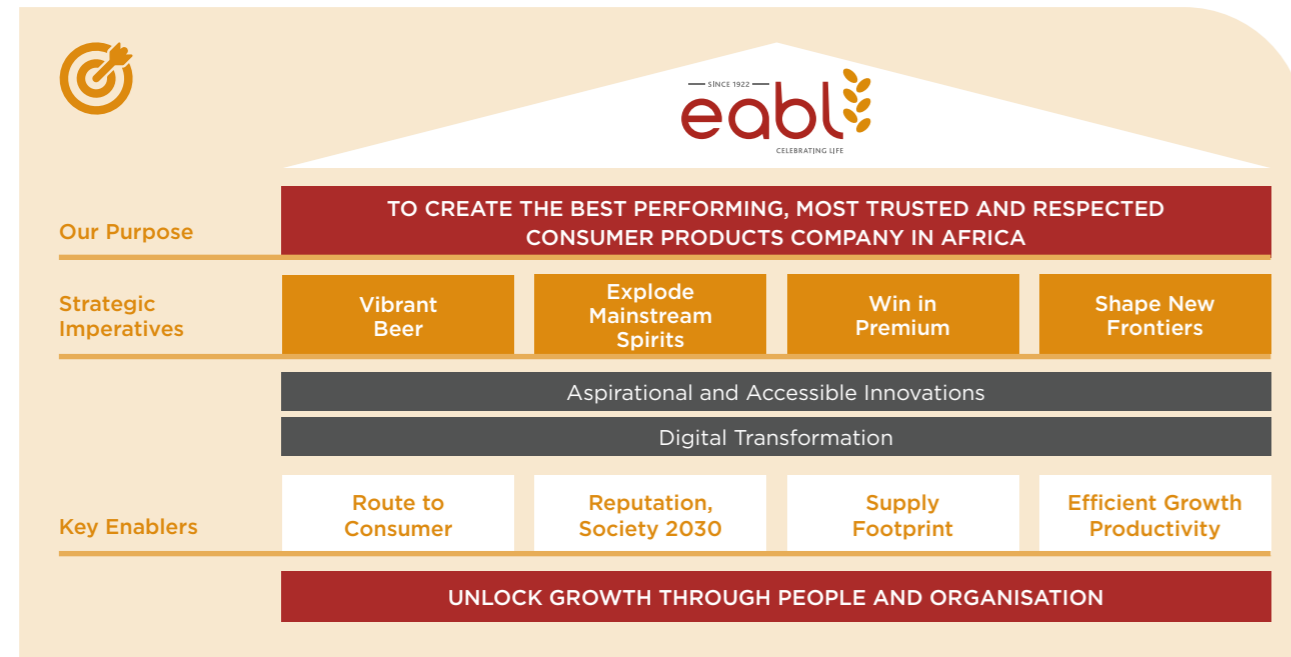 SINCE 1922
eabl
CELEBRATING LIFE
Our Purpose
TO CREATE THE BEST PERFORMING, MOST TRUSTED AND RESPECTED
CONSUMER PRODUCTS COMPANY IN AFRICA
Strategic
Imperatives
Vibrant
Beer
Explode
Mainstream
Spirits
Win in
Premium
Shape New
Frontiers
Aspirational and Accessible Innovations
Digital Transformation
Key Enablers
Route to
Consumer
Reputation,
Society 2030
Supply
Footprint
Efficient Growth
Productivity
UNLOCK GROWTH THROUGH PEOPLE AND ORGANISATION